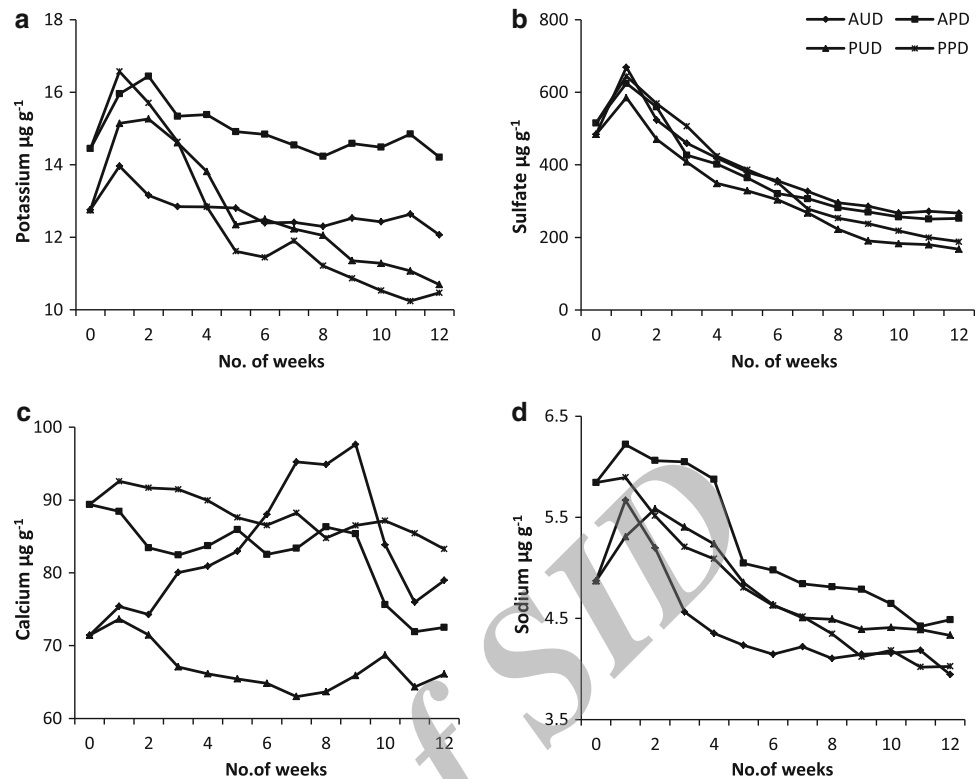 a
18
16
14
12
10
Potassium µg g-1
0 2 4 6 8 10 12
No. of weeks
b
800
600
400
200
0
Sulfate µg g-1
AUD APD
PUD PPD
0 2 4 6 8 10 12
No. of weeks
c
100
90
80
70
60
Calcium µg g-1
0 2 4 6 8 10 12
No.of weeks
d
6.5
5.5
4.5
3.5
Sodium µg g-1
0 2 4 6 8 10 12
No.of weeks
f SID